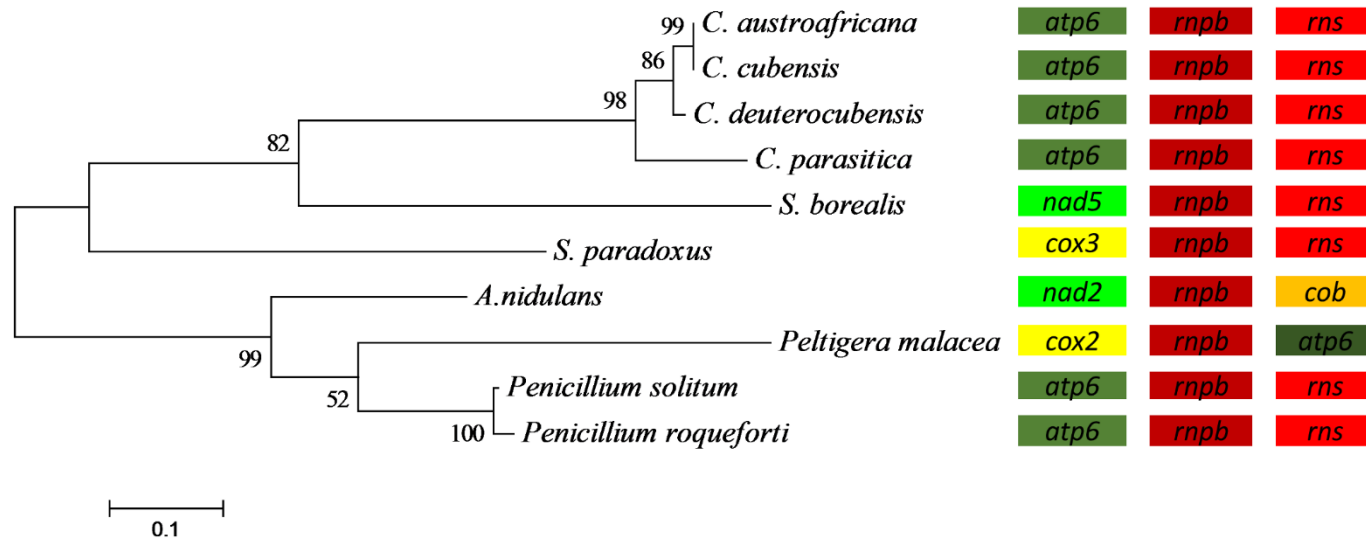 99 C. austroafricana atp6 rnpb rns
86 C. cubensis atp6 rnpb rns
98 C. deuterocubensis atp6 rnpb rns
82 C. parasitica atp6 rnpb rns
S. borealis nad5 rnpb rns
S. paradoxus cox3 rnpb rns
A.nidulans nad2 rnpb cob
99 Peltigera malacea cox2 rnpb atp6
52 Penicillium solitum atp6 rnpb rns
100 Penicillium roqueforti atp6 rnpb rns
0.1